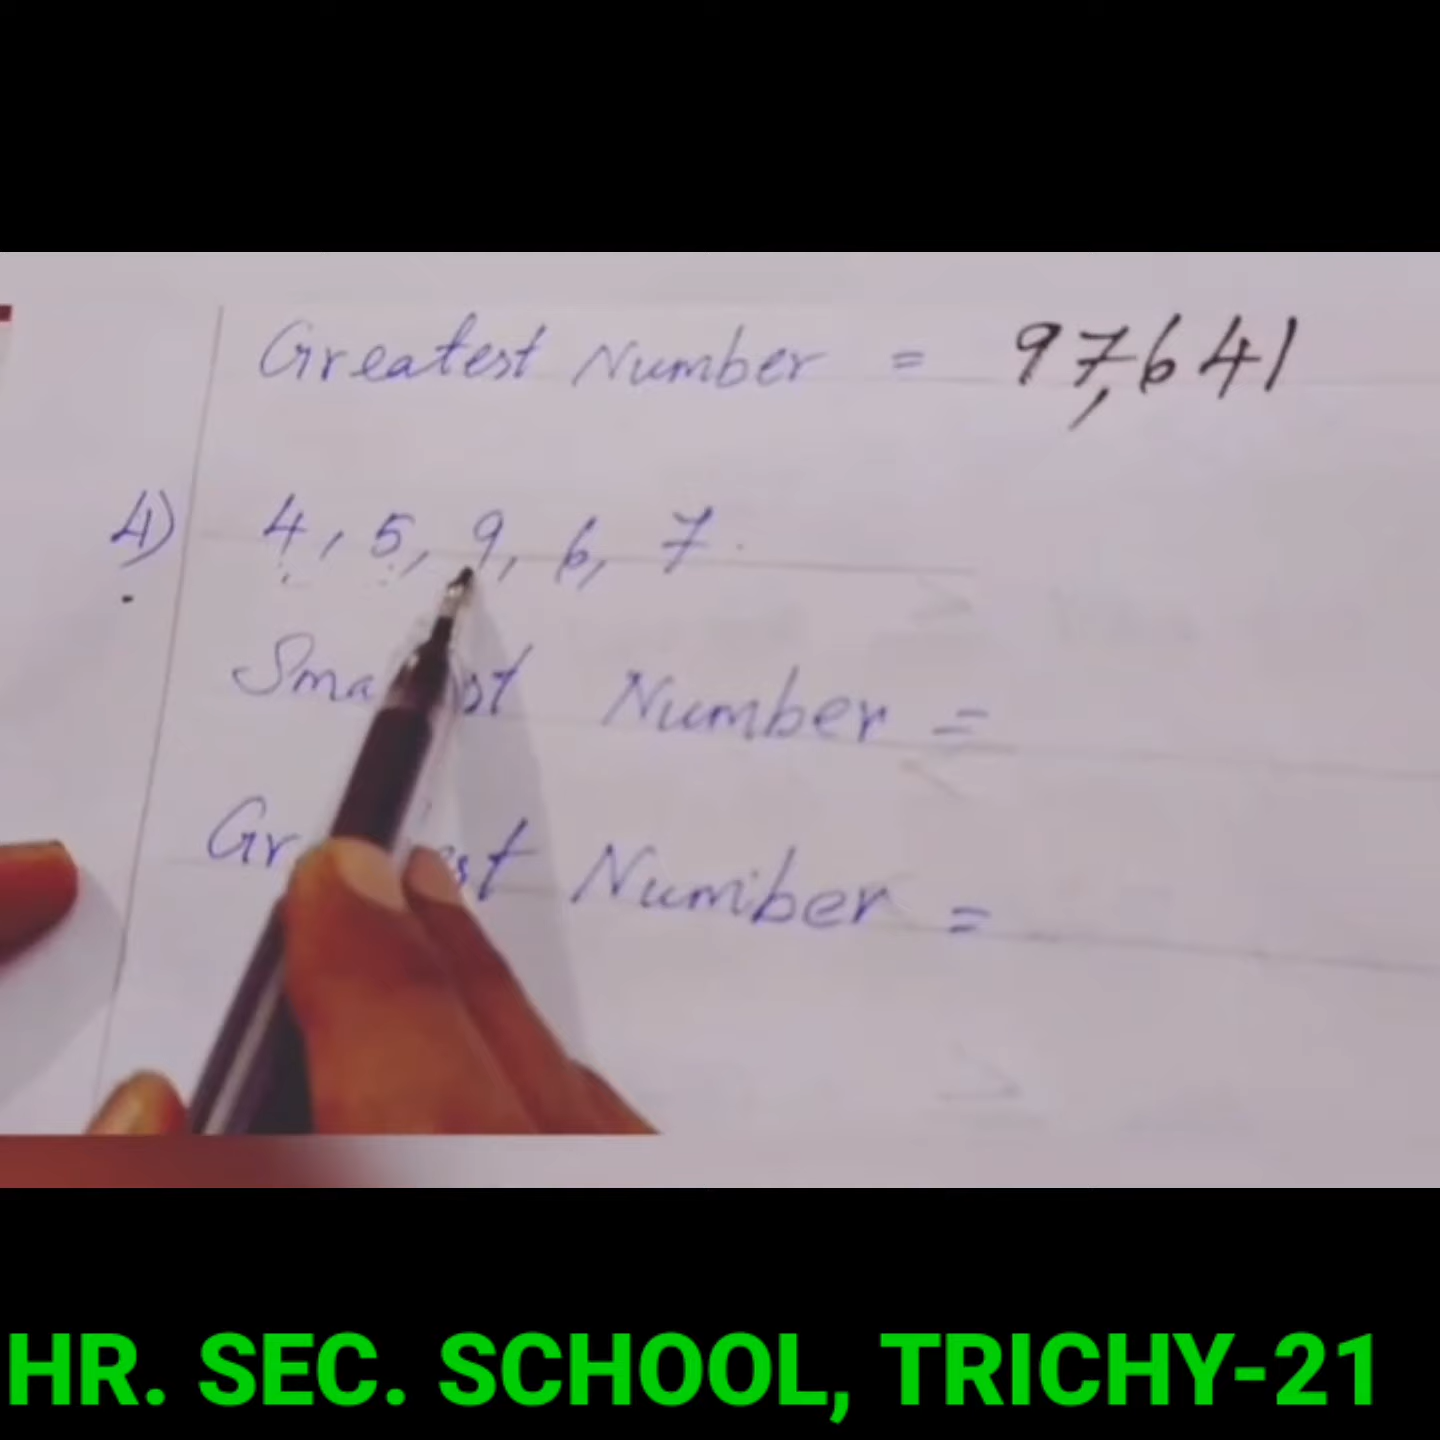 Greatest Number = 97,641
4) 4, 5, 9, 6, 7.
Number =
Number =
HR. SEC. SCHOOL, TRICHY-21